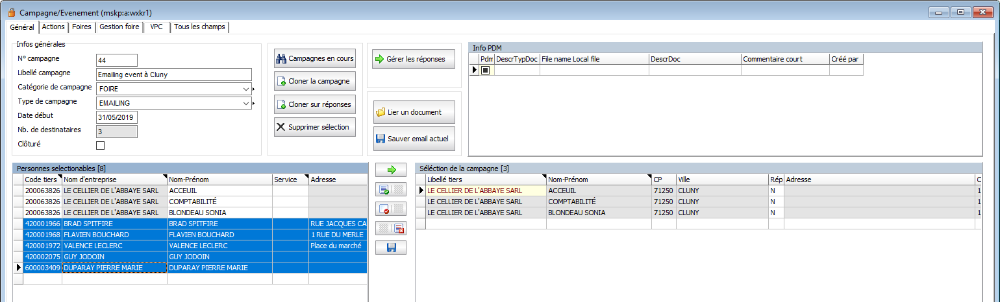 Campagne/Evenement (mskp:a:wxkr1)
Général Actions Foires Gestion foire VPC Tous les champs
Infos générales
N° campagne 44
Libellé campagne Emailing event à Cluny
Catégorie de campagne FOIRE
Type de campagne EMAILING
Date début 31/05/2019
Nb. de destinataires 3
Clôturé
Campagnes en cours
Cloner la campagne
Cloner sur réponses
Supprimer sélection
Gérer les réponses
Lier un document
Sauver email actuel
Info PDM
Pdm DescrTypDoc File name Local file DescrDoc Commentaire court Créé par
Personnes selectionables [8]
Code tiers Nom d'entreprise Nom-Prénom Service Adresse
200063826 LE CELLIER DE L'ABBAYE SARL ACCEUIL
200063826 LE CELLIER DE L'ABBAYE SARL COMPTABILITÉ
200063826 LE CELLIER DE L'ABBAYE SARL BLONDEAU SONIA
420001966 BRAD SPITFIRE BRAD SPITFIRE RUE JACQUES CA
420001968 FLAVIEN BOUCHARD FLAVIEN BOUCHARD 1 RUE DU MERLE
420001972 VALENCE LECLERC VALENCE LECLERC Place du marché
420002075 GUY JODOIN GUY JODOIN
600003409 DUPARAY PIERRE MARIE DUPARAY PIERRE MARIE
Séléction de la campagne [3]
Libellé tiers Nom-Prénom CP Ville Rép Adresse C
LE CELLIER DE L'ABBAYE SARL ACCEUIL 71250 CLUNY N 1
LE CELLIER DE L'ABBAYE SARL COMPTABILITÉ 71250 CLUNY N 1
LE CELLIER DE L'ABBAYE SARL BLONDEAU SONIA 71250 CLUNY N 1